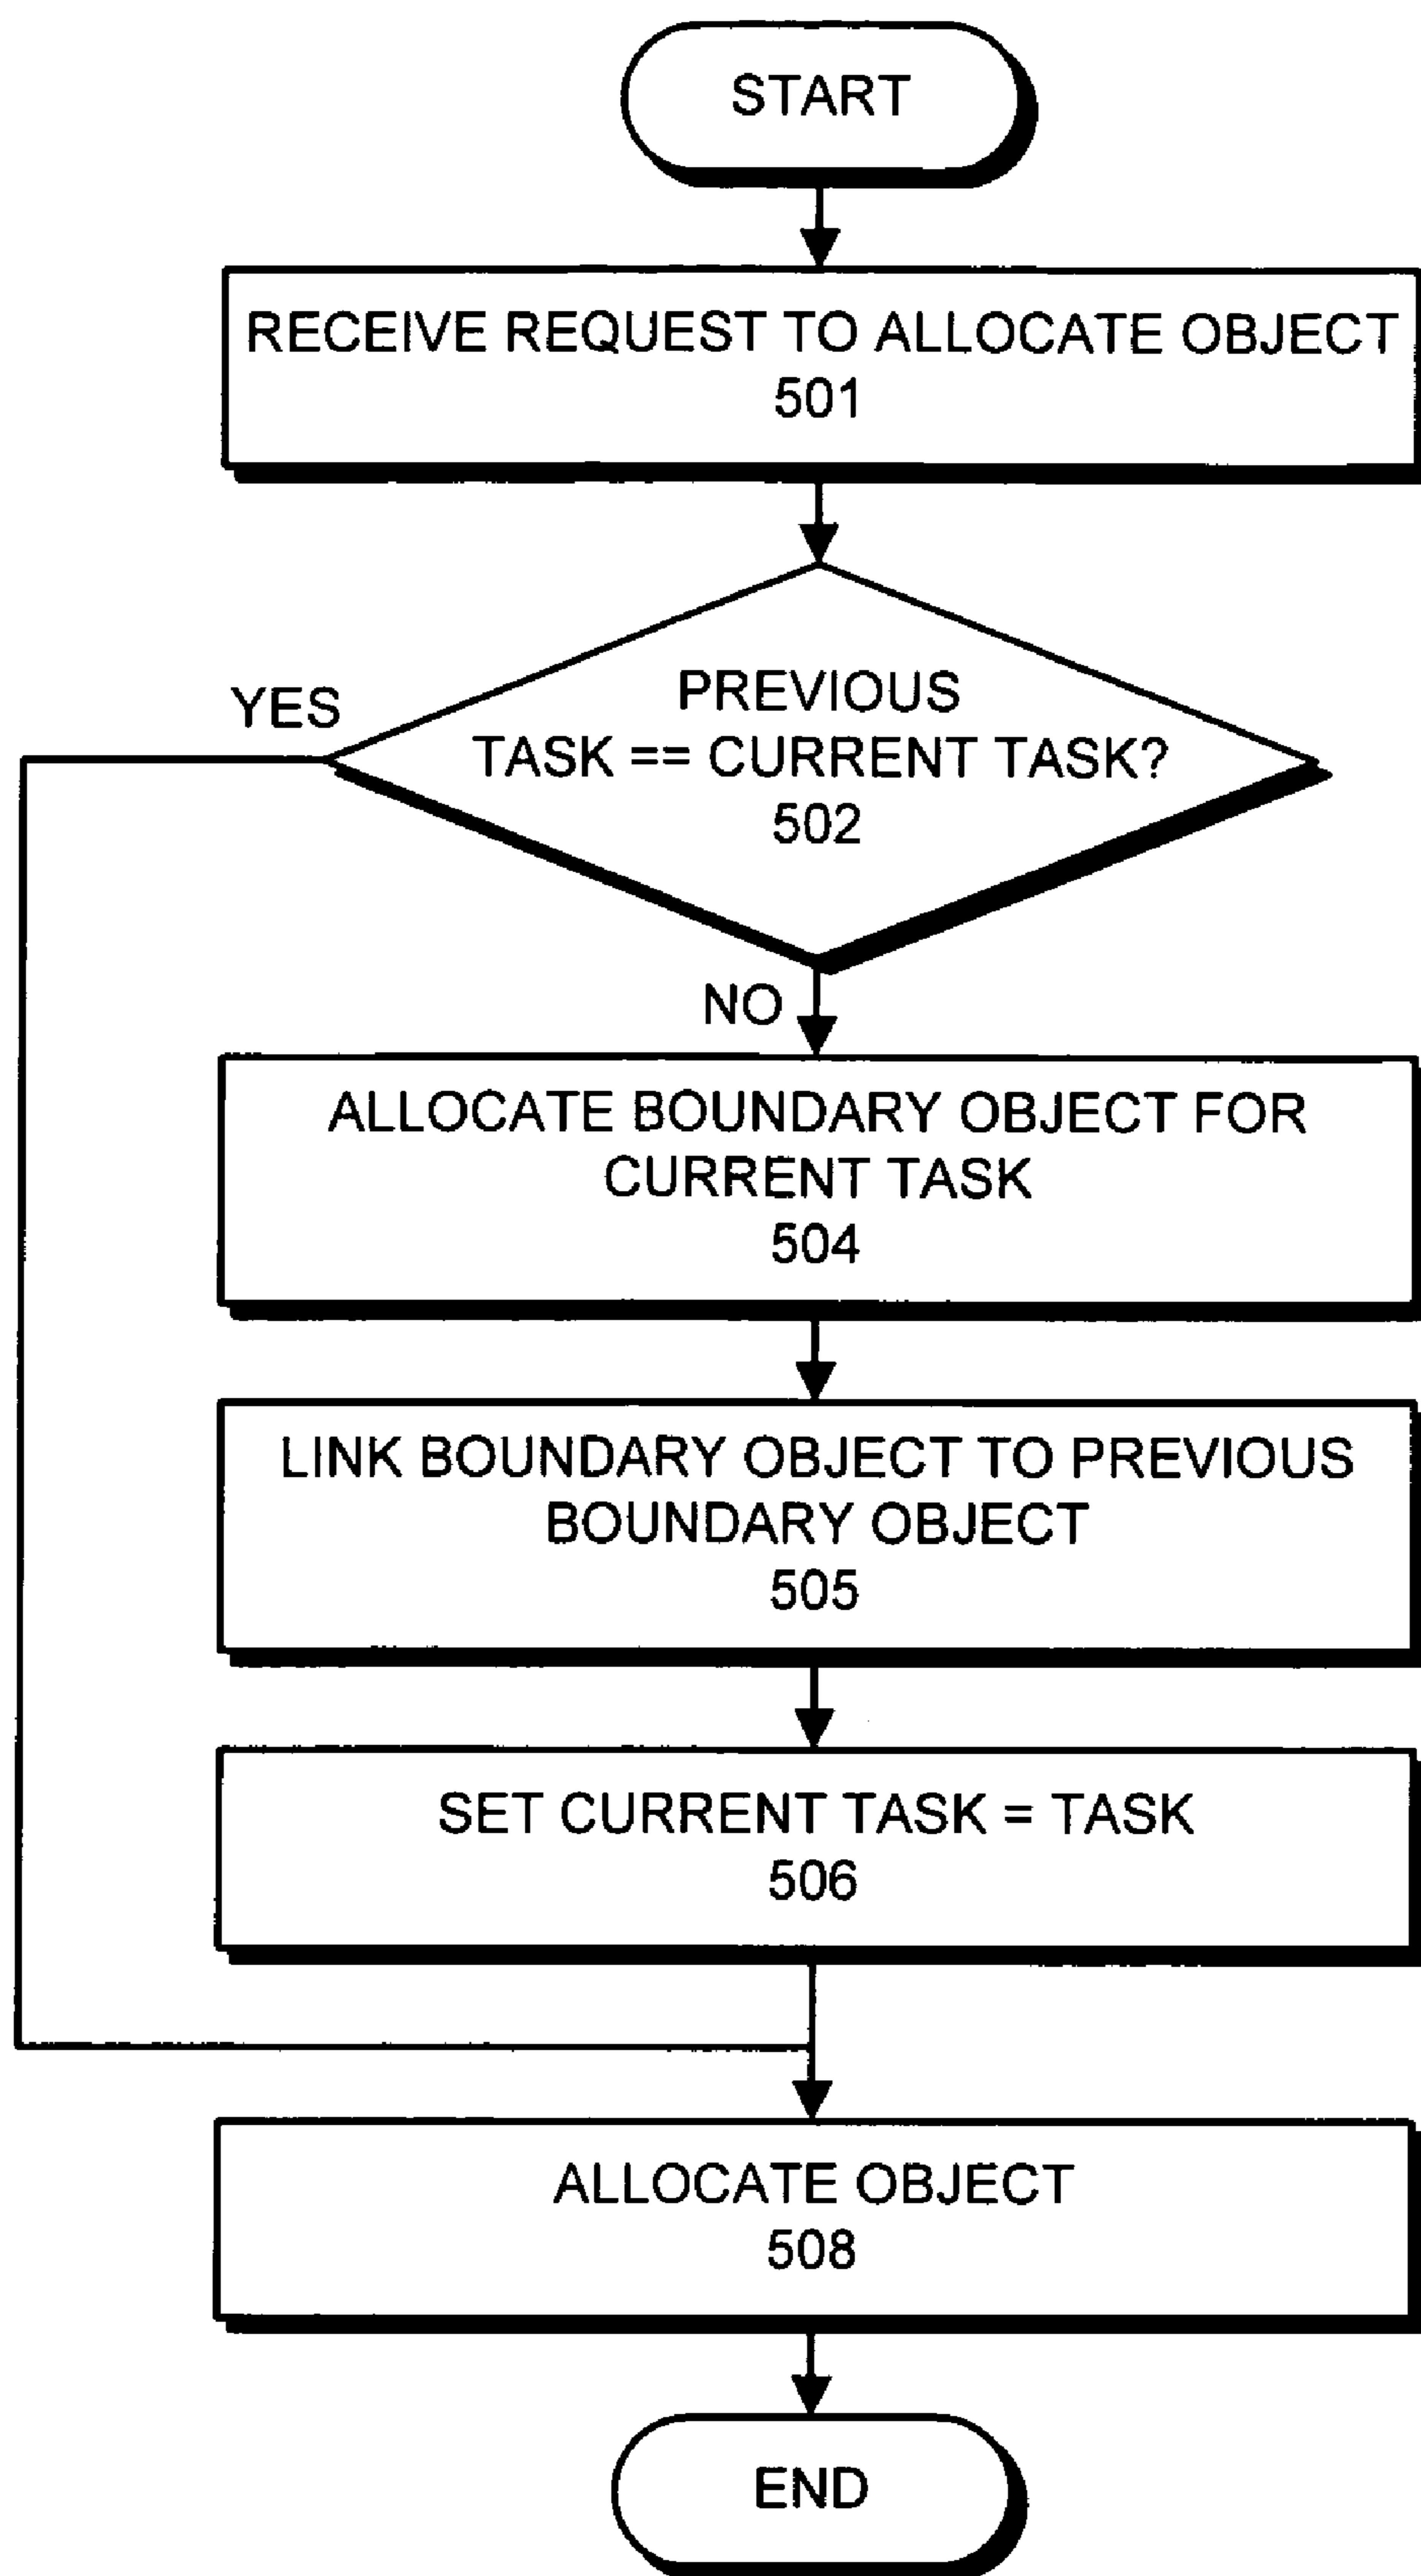 START
RECEIVE REQUEST TO ALLOCATE OBJECT
501
PREVIOUS
TASK == CURRENT TASK?
502
YES
NO
ALLOCATE BOUNDARY OBJECT FOR
CURRENT TASK
504
LINK BOUNDARY OBJECT TO PREVIOUS
BOUNDARY OBJECT
505
SET CURRENT TASK = TASK
506
ALLOCATE OBJECT
508
END